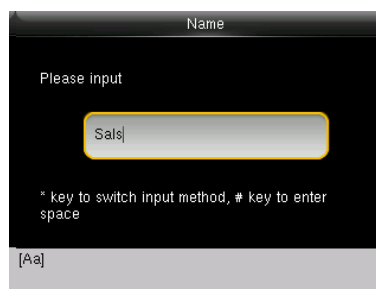 Name
Please input
Sals
* key to switch input method, # key to enter
space
[Aa]